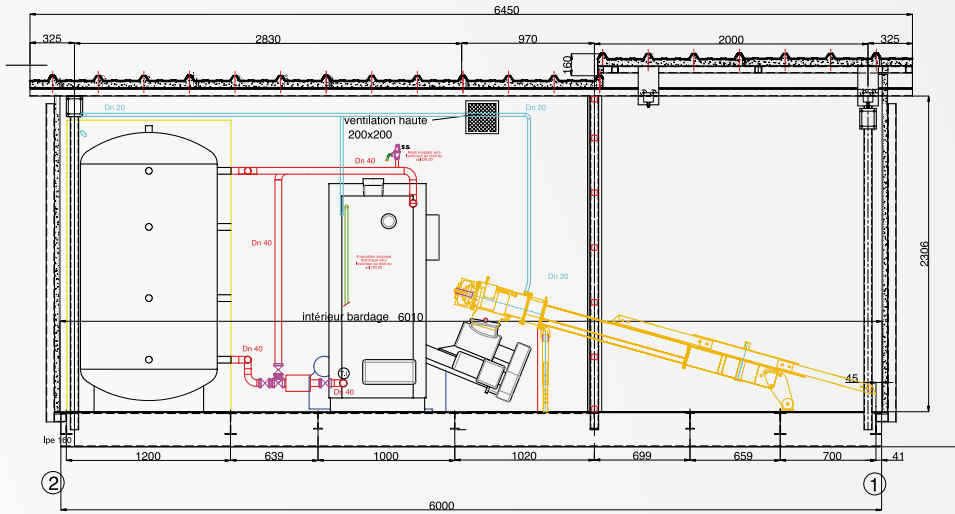 6450
325
2830
970
2000
325
160
Dn 20
Dn 20
ventilation haute
200x200
s.s.
Dn 40
Dn 40
Dn 20
2306
intérieur bardage 6010
Dn 40
Dn 40
45
Ipe 160
1200
639
1000
1020
699
659
700
41
2
1
6000